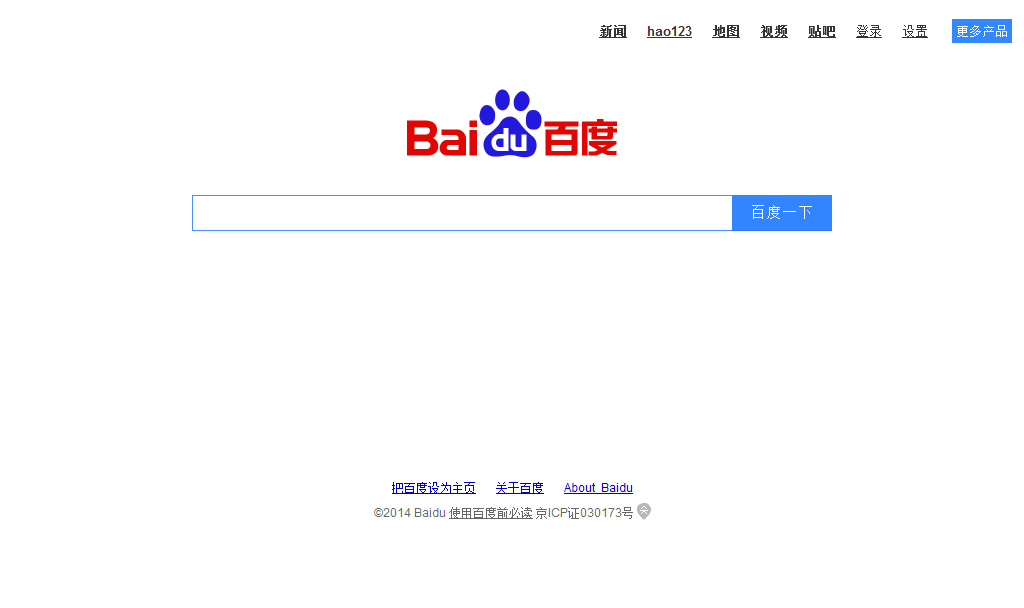 新闻 hao123 地图 视频 贴吧 登录 设置 更多产品
Bai du 百度
百度一下
把百度设为主页 关于百度 About Baidu
©2014 Baidu 使用百度前必读 京ICP证030173号